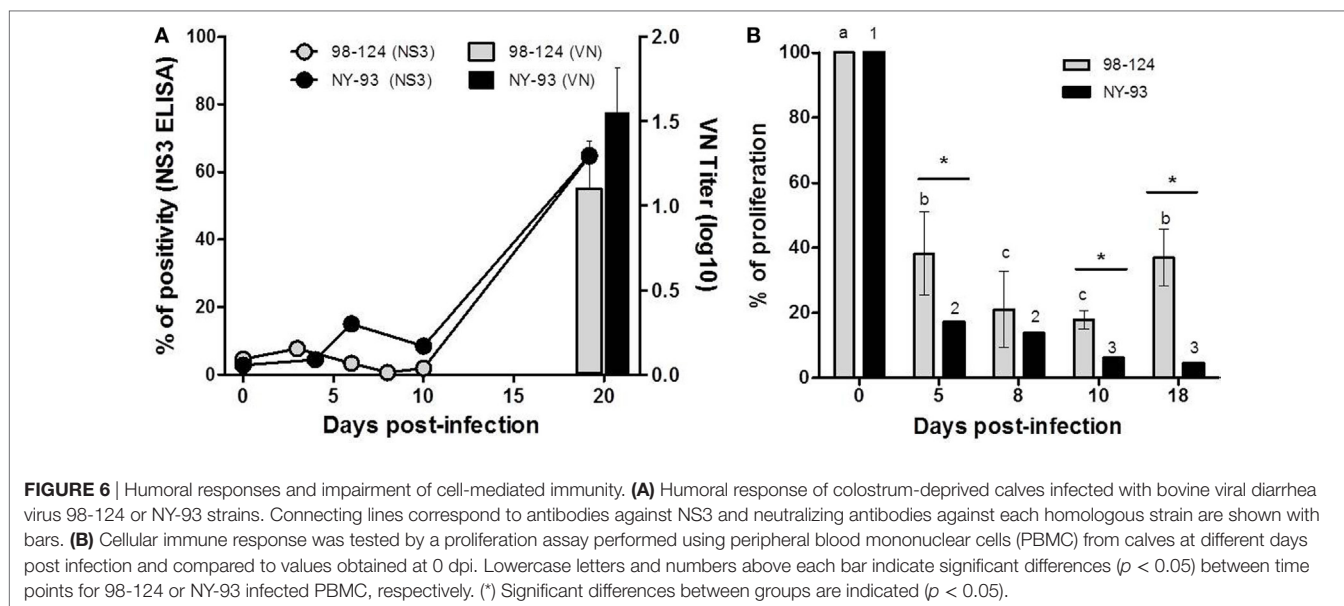 A
B
98-124 (NS3)
98-124 (VN)
NY-93 (NS3)
NY-93 (VN)
% of positivity (NS3 ELISA)
100
80
60
40
20
0
0
5
10
15
20
Days post-infection
2.0
1.5
1.0
0.5
0.0
VN Titer (log10)
98-124
NY-93
% of proliferation
100
80
60
40
20
0
a
1
*
b
2
c
2
*
c
3
*
b
3
0
5
8
10
18
Days post-infection
FIGURE 6 | Humoral responses and impairment of cell-mediated immunity. (A) Humoral response of colostrum-deprived calves infected with bovine viral diarrhea
virus 98-124 or NY-93 strains. Connecting lines correspond to antibodies against NS3 and neutralizing antibodies against each homologous strain are shown with
bars. (B) Cellular immune response was tested by a proliferation assay performed using peripheral blood mononuclear cells (PBMC) from calves at different days
post infection and compared to values obtained at 0 dpi. Lowercase letters and numbers above each bar indicate significant differences (p < 0.05) between time
points for 98-124 or NY-93 infected PBMC, respectively. (*) Significant differences between groups are indicated (p < 0.05).